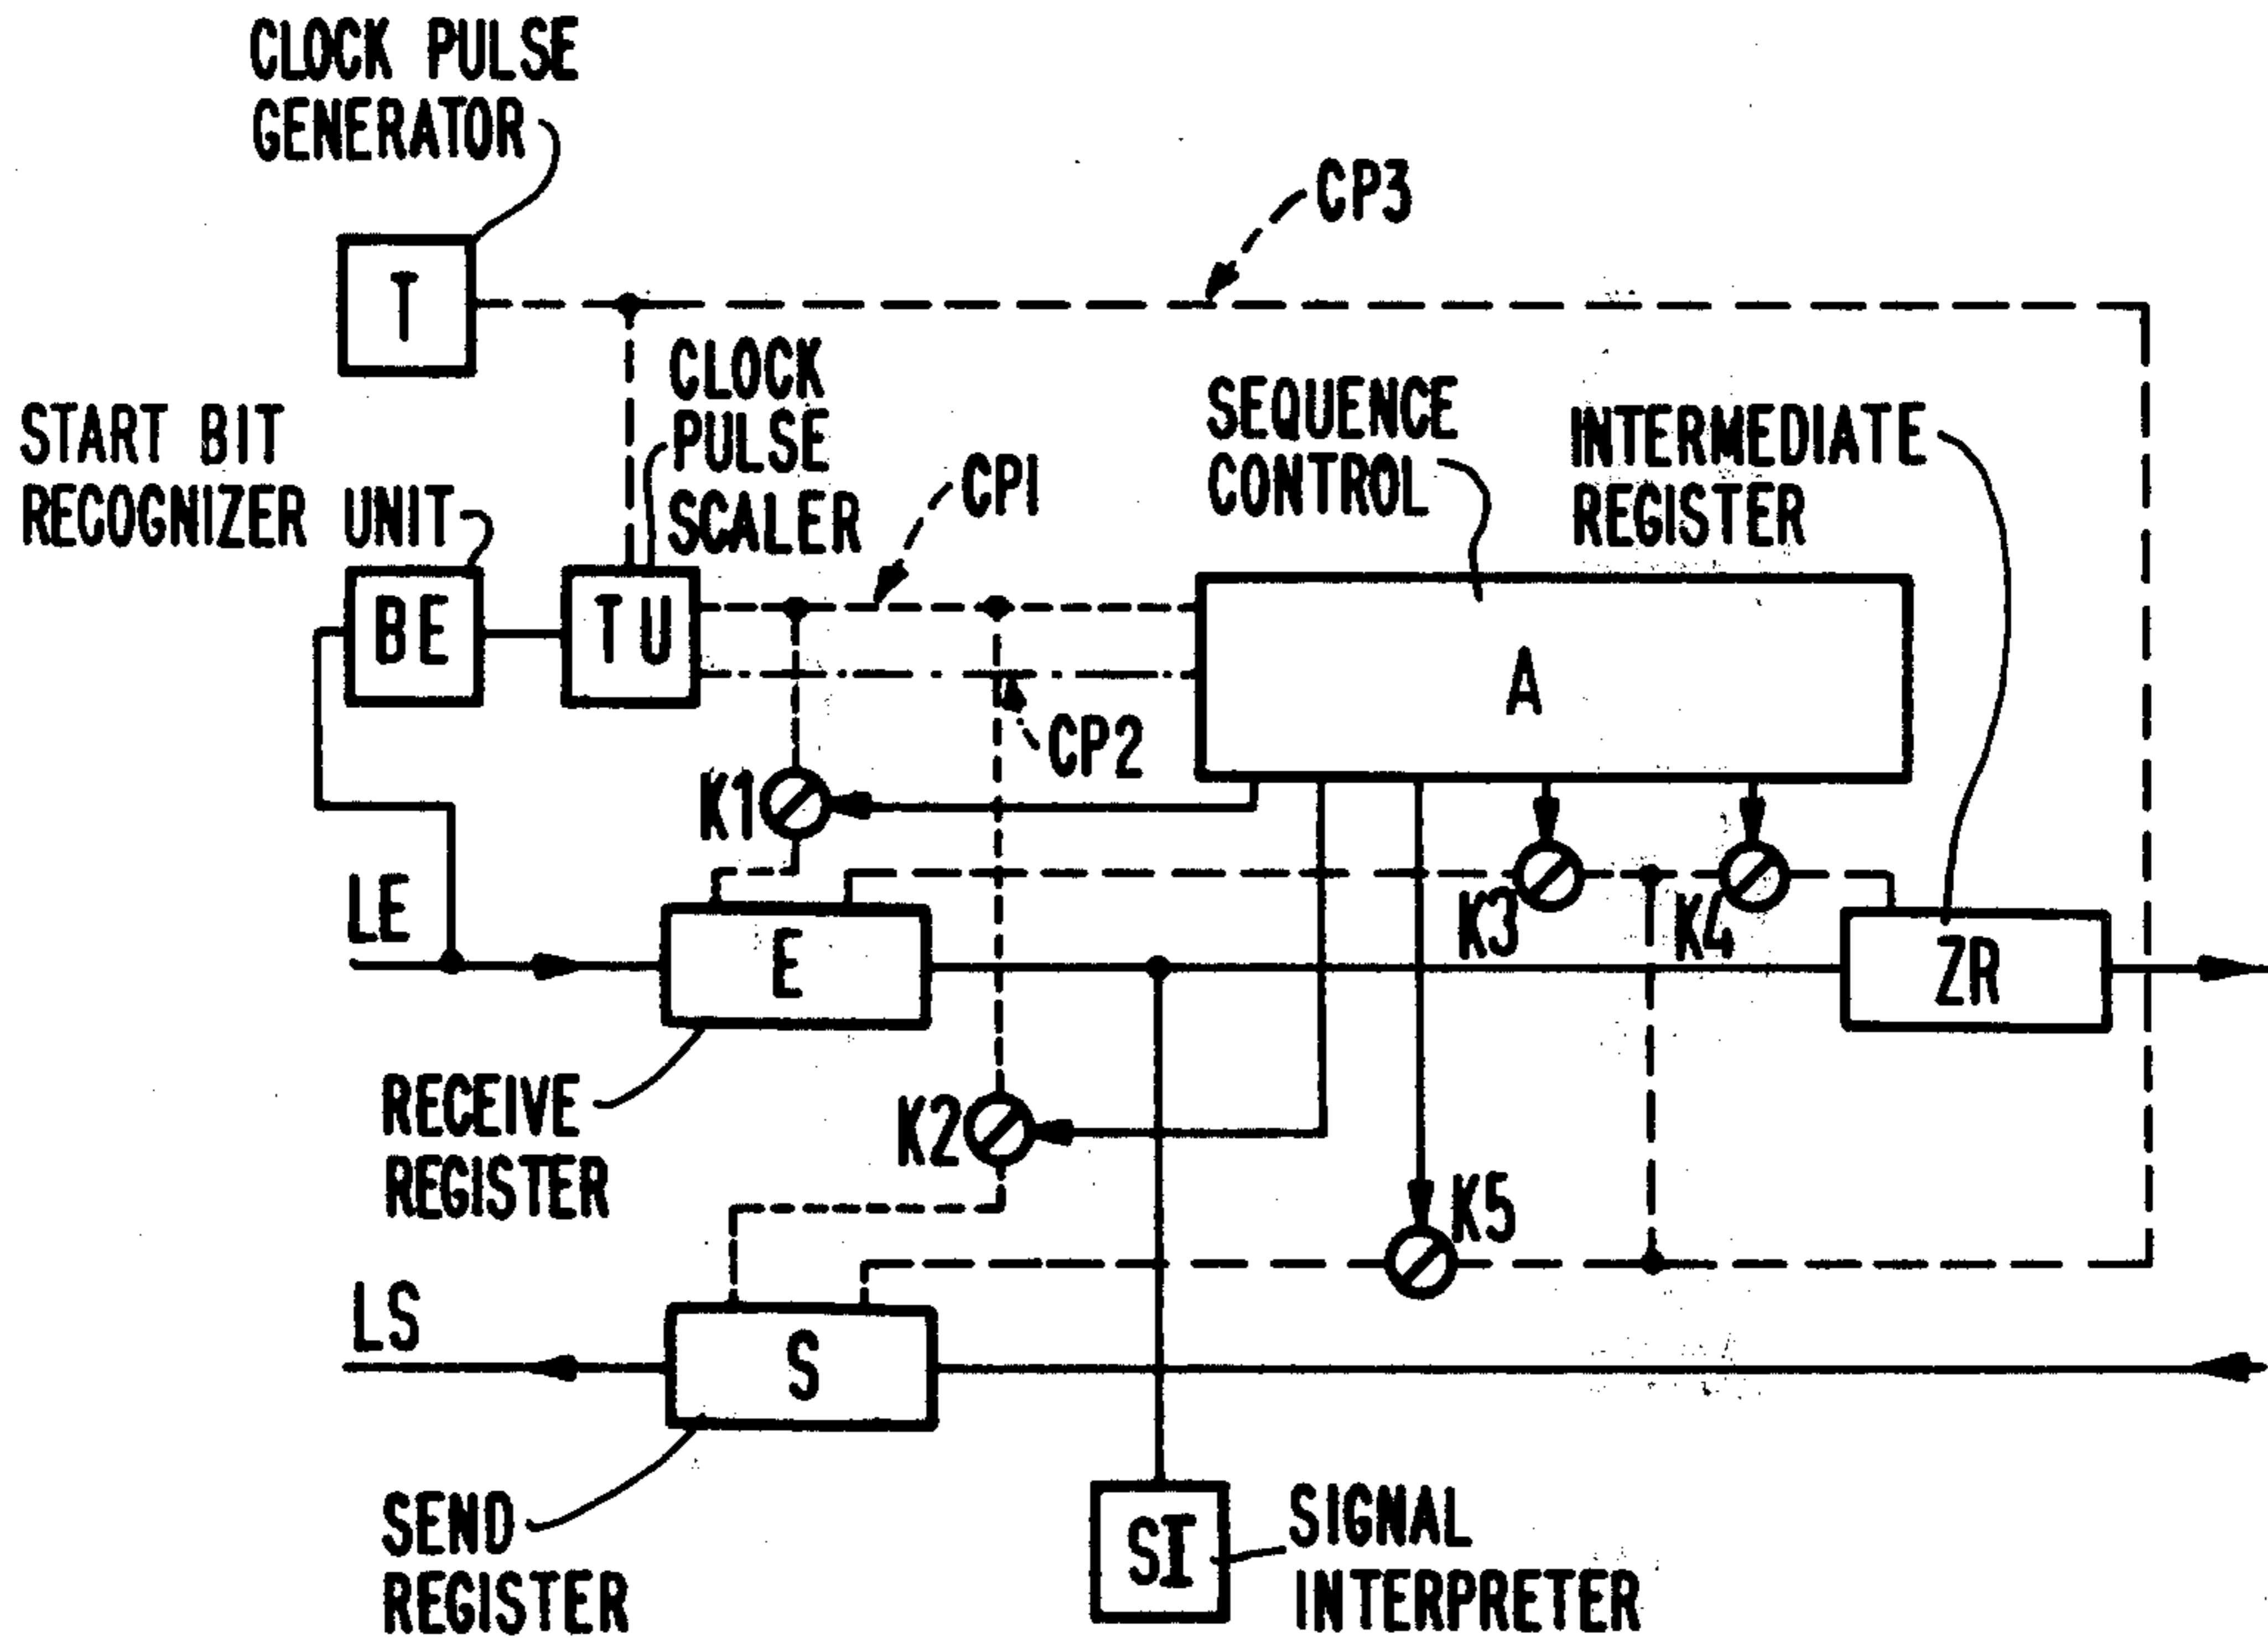 CLOCK PULSE
GENERATOR
T
CP3
CLOCK
PULSE
SCALER
START BIT
RECOGNIZER UNIT
CP1
SEQUENCE
CONTROL
INTERMEDIATE
REGISTER
BE
TU
A
CP2
K1
LE
E
K3
K4
ZR
RECEIVE
REGISTER
K2
K5
LS
S
SEND
REGISTER
SI
SIGNAL
INTERPRETER